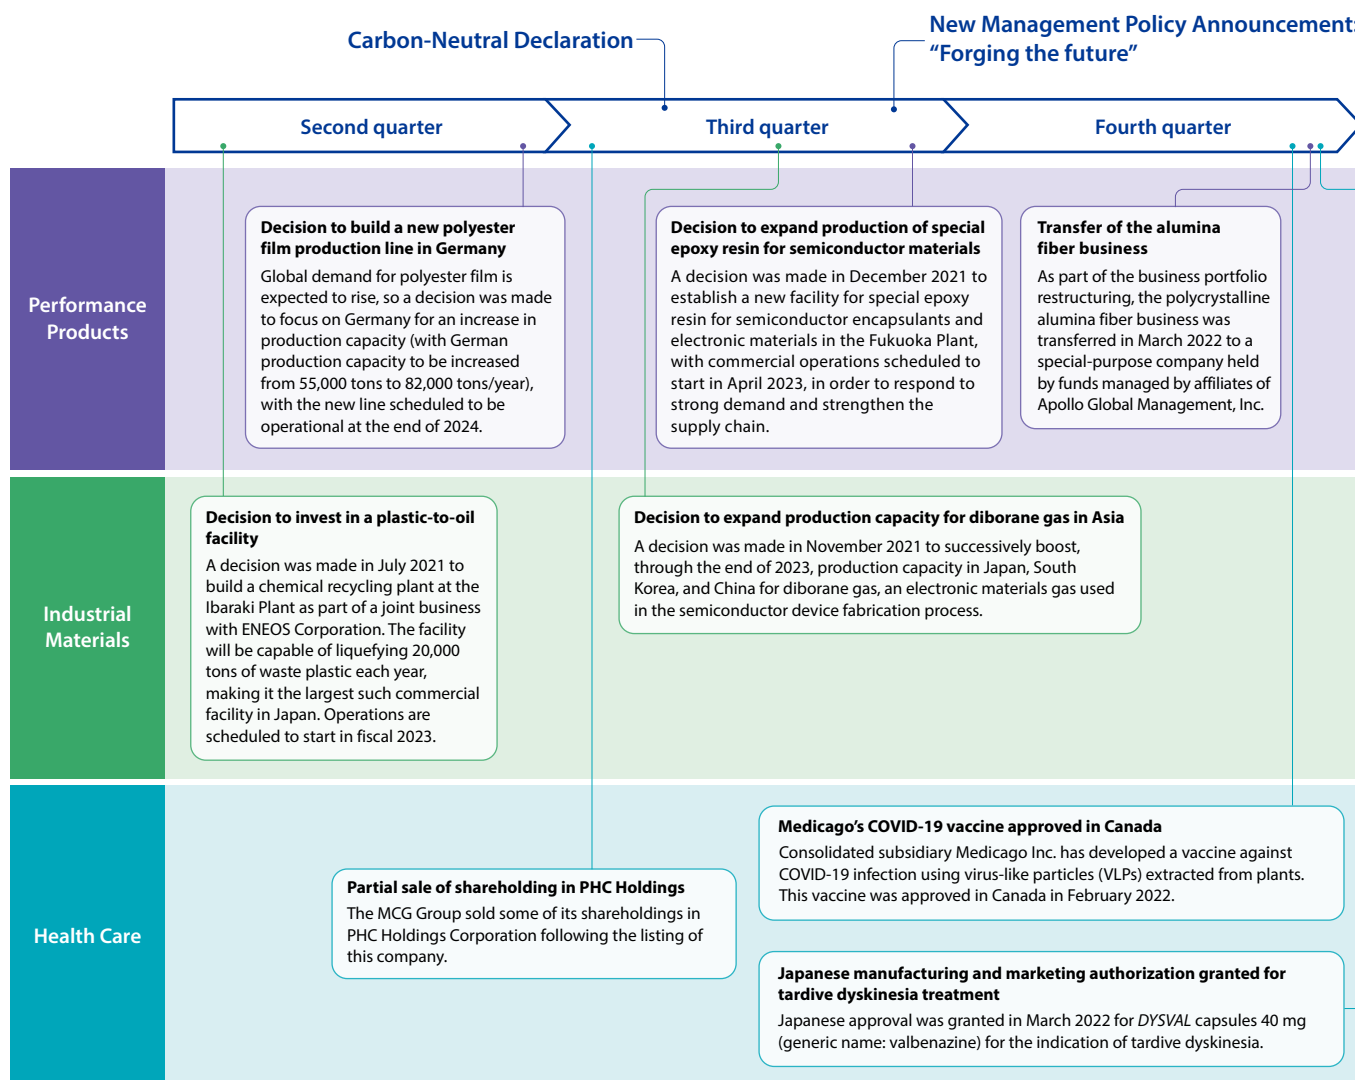 Carbon-Neutral Declaration
New Management Policy Announcement:
“Forging the future”
Second quarter
Third quarter
Fourth quarter
Performance
Products
Decision to build a new polyester
film production line in Germany
Global demand for polyester film is
expected to rise, so a decision was made
to focus on Germany for an increase in
production capacity (with German
production capacity to be increased
from 55,000 tons to 82,000 tons/year),
with the new line scheduled to be
operational at the end of 2024.
Decision to expand production of special
epoxy resin for semiconductor materials
A decision was made in December 2021 to
establish a new facility for special epoxy
resin for semiconductor encapsulants and
electronic materials in the Fukuoka Plant,
with commercial operations scheduled to
start in April 2023, in order to respond to
strong demand and strengthen the
supply chain.
Transfer of the alumina
fiber business
As part of the business portfolio
restructuring, the polycrystalline
alumina fiber business was
transferred in March 2022 to a
special-purpose company held
by funds managed by affiliates of
Apollo Global Management, Inc.
Industrial
Materials
Decision to invest in a plastic-to-oil
facility
A decision was made in July 2021 to
build a chemical recycling plant at the
Ibaraki Plant as part of a joint business
with ENEOS Corporation. The facility
will be capable of liquefying 20,000
tons of waste plastic each year,
making it the largest such commercial
facility in Japan. Operations are
scheduled to start in fiscal 2023.
Decision to expand production capacity for diborane gas in Asia
A decision was made in November 2021 to successively boost,
through the end of 2023, production capacity in Japan, South
Korea, and China for diborane gas, an electronic materials gas used
in the semiconductor device fabrication process.
Health Care
Partial sale of shareholding in PHC Holdings
The MCG Group sold some of its shareholdings in
PHC Holdings Corporation following the listing of
this company.
Medicago’s COVID-19 vaccine approved in Canada
Consolidated subsidiary Medicago Inc. has developed a vaccine against
COVID-19 infection using virus-like particles (VLPs) extracted from plants.
This vaccine was approved in Canada in February 2022.
Japanese manufacturing and marketing authorization granted for
tardive dyskinesia treatment
Japanese approval was granted in March 2022 for DYSVAL capsules 40 mg
(generic name: valbenazine) for the indication of tardive dyskinesia.